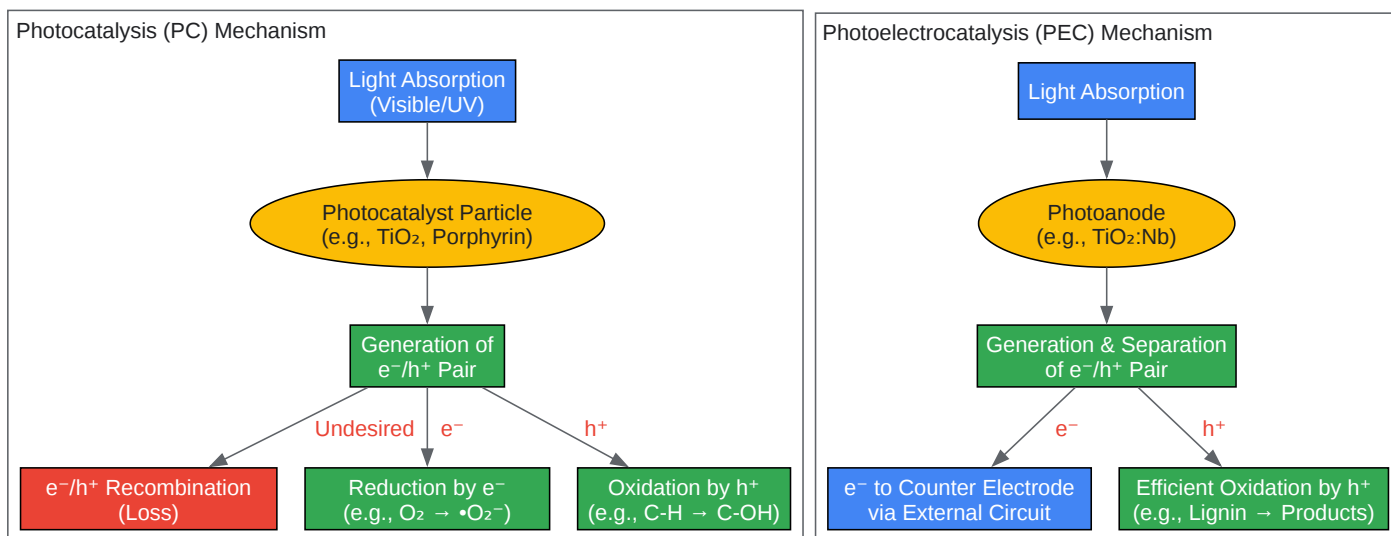 Photocatalysis (PC) Mechanism
Light Absorption
(Visible/UV)
Photocatalyst Particle
(e.g., TiO₂, Porphyrin)
Generation of
e⁻/h⁺ Pair
Undesired
e⁻
h⁺
e⁻/h⁺ Recombination
(Loss)
Reduction by e⁻
(e.g., O₂ → •O₂⁻)
Oxidation by h⁺
(e.g., C-H → C-OH)
Photoelectrocatalysis (PEC) Mechanism
Light Absorption
Photoanode
(e.g., TiO₂:Nb)
Generation & Separation
of e⁻/h⁺ Pair
e⁻
h⁺
e⁻ to Counter Electrode
via External Circuit
Efficient Oxidation by h⁺
(e.g., Lignin → Products)